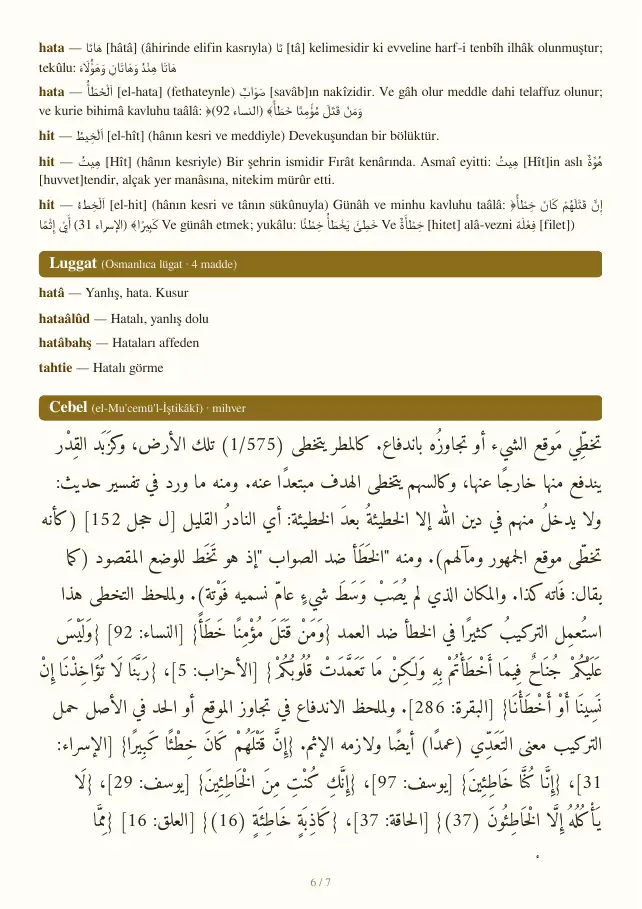 hata — هَاتَا [hâtâ] (âhirinde elifin kasrıyla) تَا [tâ] kelimesidir ki evveline harf-i tenbîh ilhâk olunmuştur;
tekûlu: هَاتَا هِنْدُ وَهَاتَانِ وَهَؤُلَاءَ
hata — اَلْخَطَأُ [el-hata] (fethateynle) صَوَابٌ [savâb]ın nakîzidir. Ve gâh olur meddle dahi telaffuz olunur;
ve kurie bihimâ kavluhu taâlâ: ﴿وَمَنْ قَتَلَ مُؤْمِنًا خَطَأً﴾ (النساء 92)
hit — اَلْخِيطُ [el-hît] (hânın kesri ve meddiyle) Devekuşundan bir bölüktür.
hit — هِيتُ [Hît] (hânın kesriyle) Bir şehrin ismidir Fırât kenârında. Asmaî eyitti: هِيتُ [Hît]in aslı هُوَّةٌ
[huvvet]tendir, alçak yer manâsına, nitekim mürûr etti.
hit — اَلْخِطْءُ [el-hit] (hânın kesri ve tânın sükûnuyla) Günâh ve minhu kavluhu taâlâ: ﴿إِنَّ قَتْلَهُمْ كَانَ خِطْأً
كَبِيرًا﴾ (الإسراء 31) أَيْ إِثْمًا Ve günâh etmek; yukâlu: خَطِئَ يَخْطَأُ خِطْئًا Ve خِطْأَةٌ [hitet] alâ-vezni فِعْلَة [filet])
Luggat (Osmanlıca lügat · 4 madde)
hatâ — Yanlış, hata. Kusur
hataâlûd — Hatalı, yanlış dolu
hatâbahş — Hataları affeden
tahtie — Hatalı görme
Cebel (el-Mu'cemü'l-İştikâkî) · mihver
تخطِّي مَوقع الشيء أو تجاوزُه باندفاع. كالمطر يتخطى (1/575) تلك الأرض، وكزَبَد القِدْر
يندفع منها خارجًا عنها، وكالسهم يتخطى الهدف مبتعدًا عنه. ومنه ما ورد في تفسير حديث:
ولا يدخلُ منهم في دين الله إلا الخطيئةُ بعدَ الخطيئة: أي النادرُ القليل [ل حجل 152] (كأنه
تخطّى موقع الجمهور ومآلهم). ومنه "الخَطَأ ضد الصواب "إذ هو تَخَط للوضع المقصود (كما
يقال: فَاته كذا. والمكان الذي لم يُصَبْ وَسَطَ شيءٍ عامّ نسميه فَوْتة). ولملحظ التخطى هذا
استُعمِل التركيبُ كثيرًا في الخطأ ضد العمد {وَمَنْ قَتَلَ مُؤْمِنًا خَطَأً} [النساء: 92] {وَلَيْسَ
عَلَيْكُمْ جُنَاحٌ فِيمَا أَخْطَأْتُمْ بِهِ وَلَكِنْ مَا تَعَمَّدَتْ قُلُوبُكُمْ} [الأحزاب: 5]، {رَبَّنَا لَا تُؤَاخِذْنَا إِنْ
نَسِينَا أَوْ أَخْطَأْنَا} [البقرة: 286]. ولملحظ الاندفاع في تجاوز الموقع أو الحد في الأصل حمل
التركيب معنى التَعَدِّي (عمدًا) أيضًا ولازمه الإثم. {إِنَّ قَتْلَهُمْ كَانَ خِطْئًا كَبِيرًا} [الإسراء:
31]، {إِنَّا كُنَّا خَاطِئِينَ} [يوسف: 97]، {إِنَّكِ كُنْتِ مِنَ الْخَاطِئِينَ} [يوسف: 29]، {لَا
يَأْكُلُهُ إِلَّا الْخَاطِئُونَ (37)} [الحاقة: 37]، {كَاذِبَةٍ خَاطِئَةٍ (16)} [العلق: 16] {مِمَّا
6 / 7